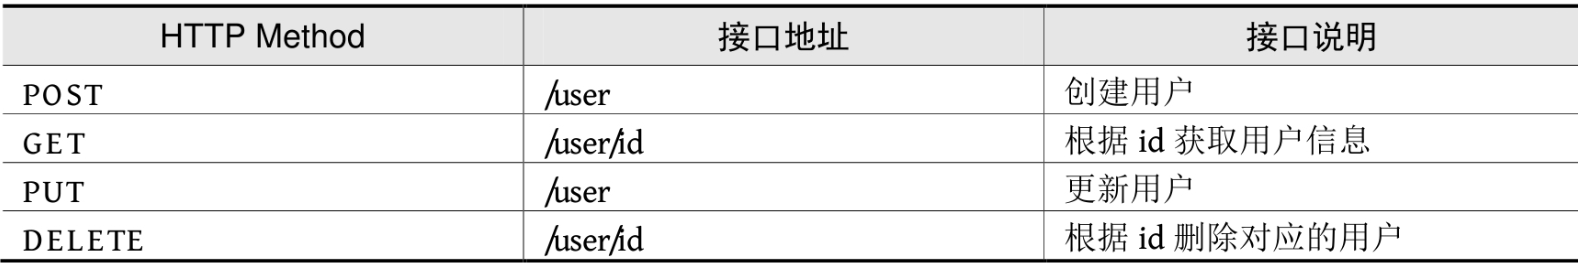 HTTP Method 接口地址 接口说明
POST /user 创建用户
GET /user/id 根据 id 获取用户信息
PUT /user 更新用户
DELETE /user/id 根据 id 删除对应的用户